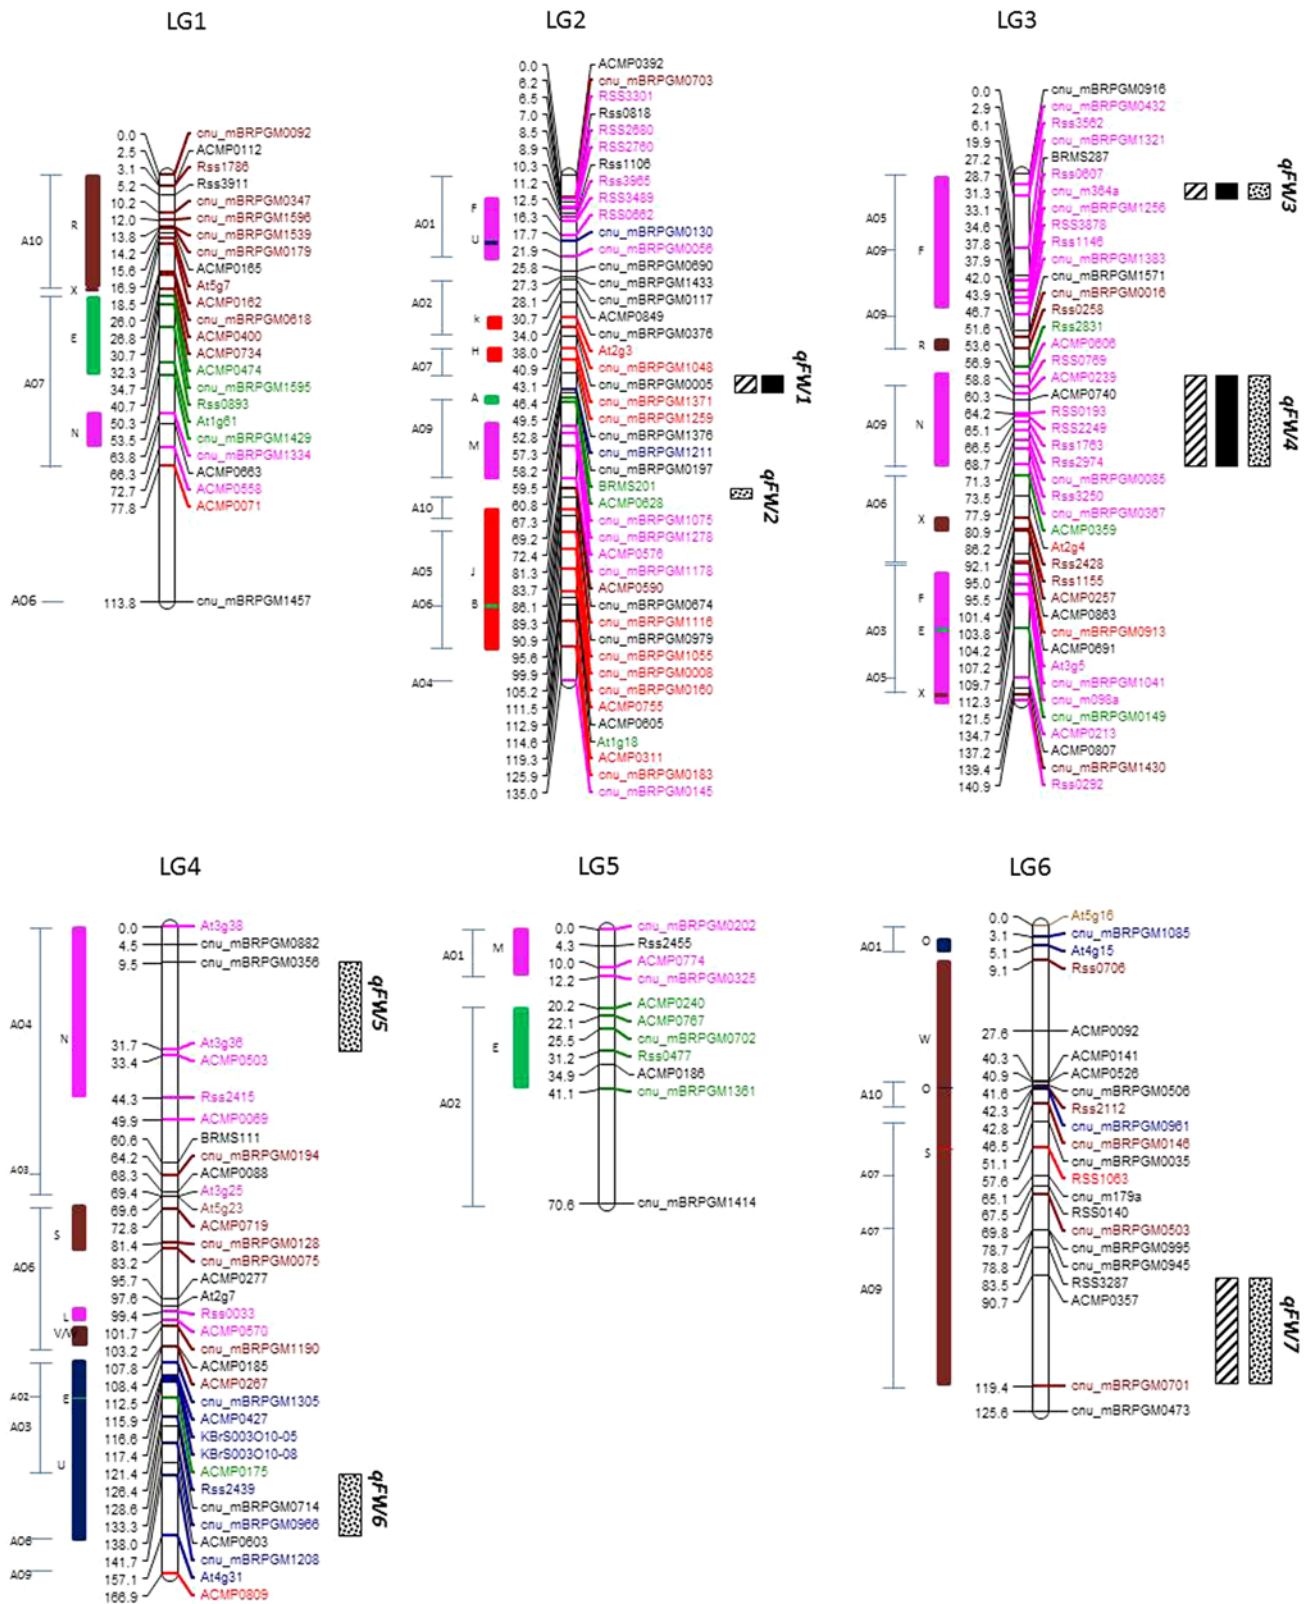 LG1
0.0 cnu_mBRPGM0092
2.5 ACMP0112
3.1 Rss1786
5.2 Rss3911
10.2 cnu_mBRPGM0347
12.0 cnu_mBRPGM1596
13.8 cnu_mBRPGM1539
14.2 cnu_mBRPGM0179
15.6 ACMP0165
16.9 At5g7
18.5 ACMP0162
26.0 cnu_mBRPGM0618
26.8 ACMP0400
30.7 ACMP0734
32.3 ACMP0474
34.7 cnu_mBRPGM1595
40.7 Rss0893
50.3 At1g61
53.5 cnu_mBRPGM1429
63.8 cnu_mBRPGM1334
66.3 ACMP0663
72.7 ACMP0558
77.8 ACMP0071
113.8 cnu_mBRPGM1457
A10
A07
A06
R
X
E
N
LG2
0.0 ACMP0392
6.2 cnu_mBRPGM0703
6.5 RSS3301
7.0 Rss0818
8.5 RSS2680
8.9 RSS2760
10.3 Rss1106
11.2 Rss3965
12.5 RSS3489
16.3 RSS0662
17.7 cnu_mBRPGM0130
21.9 cnu_mBRPGM0056
25.8 cnu_mBRPGM0690
27.3 cnu_mBRPGM1433
28.1 cnu_mBRPGM0117
30.7 ACMP0849
34.0 cnu_mBRPGM0376
38.0 At2g3
40.9 cnu_mBRPGM1048
43.1 cnu_mBRPGM0005
46.4 cnu_mBRPGM1371
49.5 cnu_mBRPGM1259
52.8 cnu_mBRPGM1376
57.3 cnu_mBRPGM1211
58.2 cnu_mBRPGM0197
59.5 BRMS201
60.8 ACMP0628
67.3 cnu_mBRPGM1075
69.2 cnu_mBRPGM1278
72.4 ACMP0576
81.3 cnu_mBRPGM1178
83.7 ACMP0590
86.1 cnu_mBRPGM0674
89.3 cnu_mBRPGM1116
90.9 cnu_mBRPGM0979
95.6 cnu_mBRPGM1055
99.9 cnu_mBRPGM0008
105.2 cnu_mBRPGM0160
111.5 ACMP0755
112.9 ACMP0605
114.6 At1g18
119.3 ACMP0311
125.9 cnu_mBRPGM0183
135.0 cnu_mBRPGM0145
A01
A02
A07
A09
A10
A05
A06
A04
F
U
k
H
A
M
J
B
qFW1
qFW2
LG3
0.0 cnu_mBRPGM0916
2.9 cnu_mBRPGM0432
6.1 Rss3562
19.9 cnu_mBRPGM1321
27.2 BRMS287
28.7 Rss0607
31.3 cnu_m364a
33.1 cnu_mBRPGM1256
34.6 RSS3878
37.8 Rss1146
37.9 cnu_mBRPGM1383
42.0 cnu_mBRPGM1571
43.9 cnu_mBRPGM0016
46.7 Rss0258
51.6 Rss2831
53.6 ACMP0606
56.9 RSS0769
58.8 ACMP0239
60.3 ACMP0740
64.2 RSS0193
65.1 RSS2249
66.5 Rss1763
68.7 Rss2974
71.3 cnu_mBRPGM0085
73.5 Rss3250
77.9 cnu_mBRPGM0367
80.9 ACMP0359
86.2 At2g4
92.1 Rss2428
95.0 Rss1155
95.5 ACMP0257
101.4 ACMP0863
103.8 cnu_mBRPGM0913
104.2 ACMP0691
107.2 At3g5
109.7 cnu_mBRPGM1041
112.3 cnu_m098a
121.5 cnu_mBRPGM0149
134.7 ACMP0213
137.2 ACMP0807
139.4 cnu_mBRPGM1430
140.9 Rss0292
A05
A09
A09
A09
A06
A03
A05
F
R
N
X
F
E
X
qFW3
qFW4
LG4
0.0 At3g38
4.5 cnu_mBRPGM0882
9.5 cnu_mBRPGM0356
31.7 At3g36
33.4 ACMP0503
44.3 Rss2415
49.9 ACMP0069
60.6 BRMS111
64.2 cnu_mBRPGM0194
68.3 ACMP0088
69.4 At3g25
69.6 At5g23
72.8 ACMP0719
81.4 cnu_mBRPGM0128
83.2 cnu_mBRPGM0075
95.7 ACMP0277
97.6 At2g7
99.4 Rss0033
101.7 ACMP0570
103.2 cnu_mBRPGM1190
107.8 ACMP0185
108.4 ACMP0267
112.5 cnu_mBRPGM1305
115.9 ACMP0427
116.6 KBrS003O10-05
117.4 KBrS003O10-08
121.4 ACMP0175
126.4 Rss2439
128.6 cnu_mBRPGM0714
133.3 cnu_mBRPGM0966
138.0 ACMP0603
141.7 cnu_mBRPGM1208
157.1 At4g31
166.9 ACMP0809
A04
A03
A06
A02
A03
A06
A09
N
S
L
V/W
E
U
qFW5
qFW6
LG5
0.0 cnu_mBRPGM0202
4.3 Rss2455
10.0 ACMP0774
12.2 cnu_mBRPGM0325
20.2 ACMP0240
22.1 ACMP0767
25.5 cnu_mBRPGM0702
31.2 Rss0477
34.9 ACMP0186
41.1 cnu_mBRPGM1361
70.6 cnu_mBRPGM1414
A01
A02
M
E
LG6
0.0 At5g16
3.1 cnu_mBRPGM1085
5.1 At4g15
9.1 Rss0706
27.6 ACMP0092
40.3 ACMP0141
40.9 ACMP0526
41.6 cnu_mBRPGM0506
42.3 Rss2112
42.8 cnu_mBRPGM0961
46.5 cnu_mBRPGM0146
51.1 cnu_mBRPGM0035
57.6 RSS1063
65.1 cnu_m179a
67.5 RSS0140
69.8 cnu_mBRPGM0503
78.7 cnu_mBRPGM0995
78.8 cnu_mBRPGM0945
83.5 RSS3287
90.7 ACMP0357
119.4 cnu_mBRPGM0701
125.6 cnu_mBRPGM0473
A01
A10
A07
A07
A09
O
W
O
S
qFW7